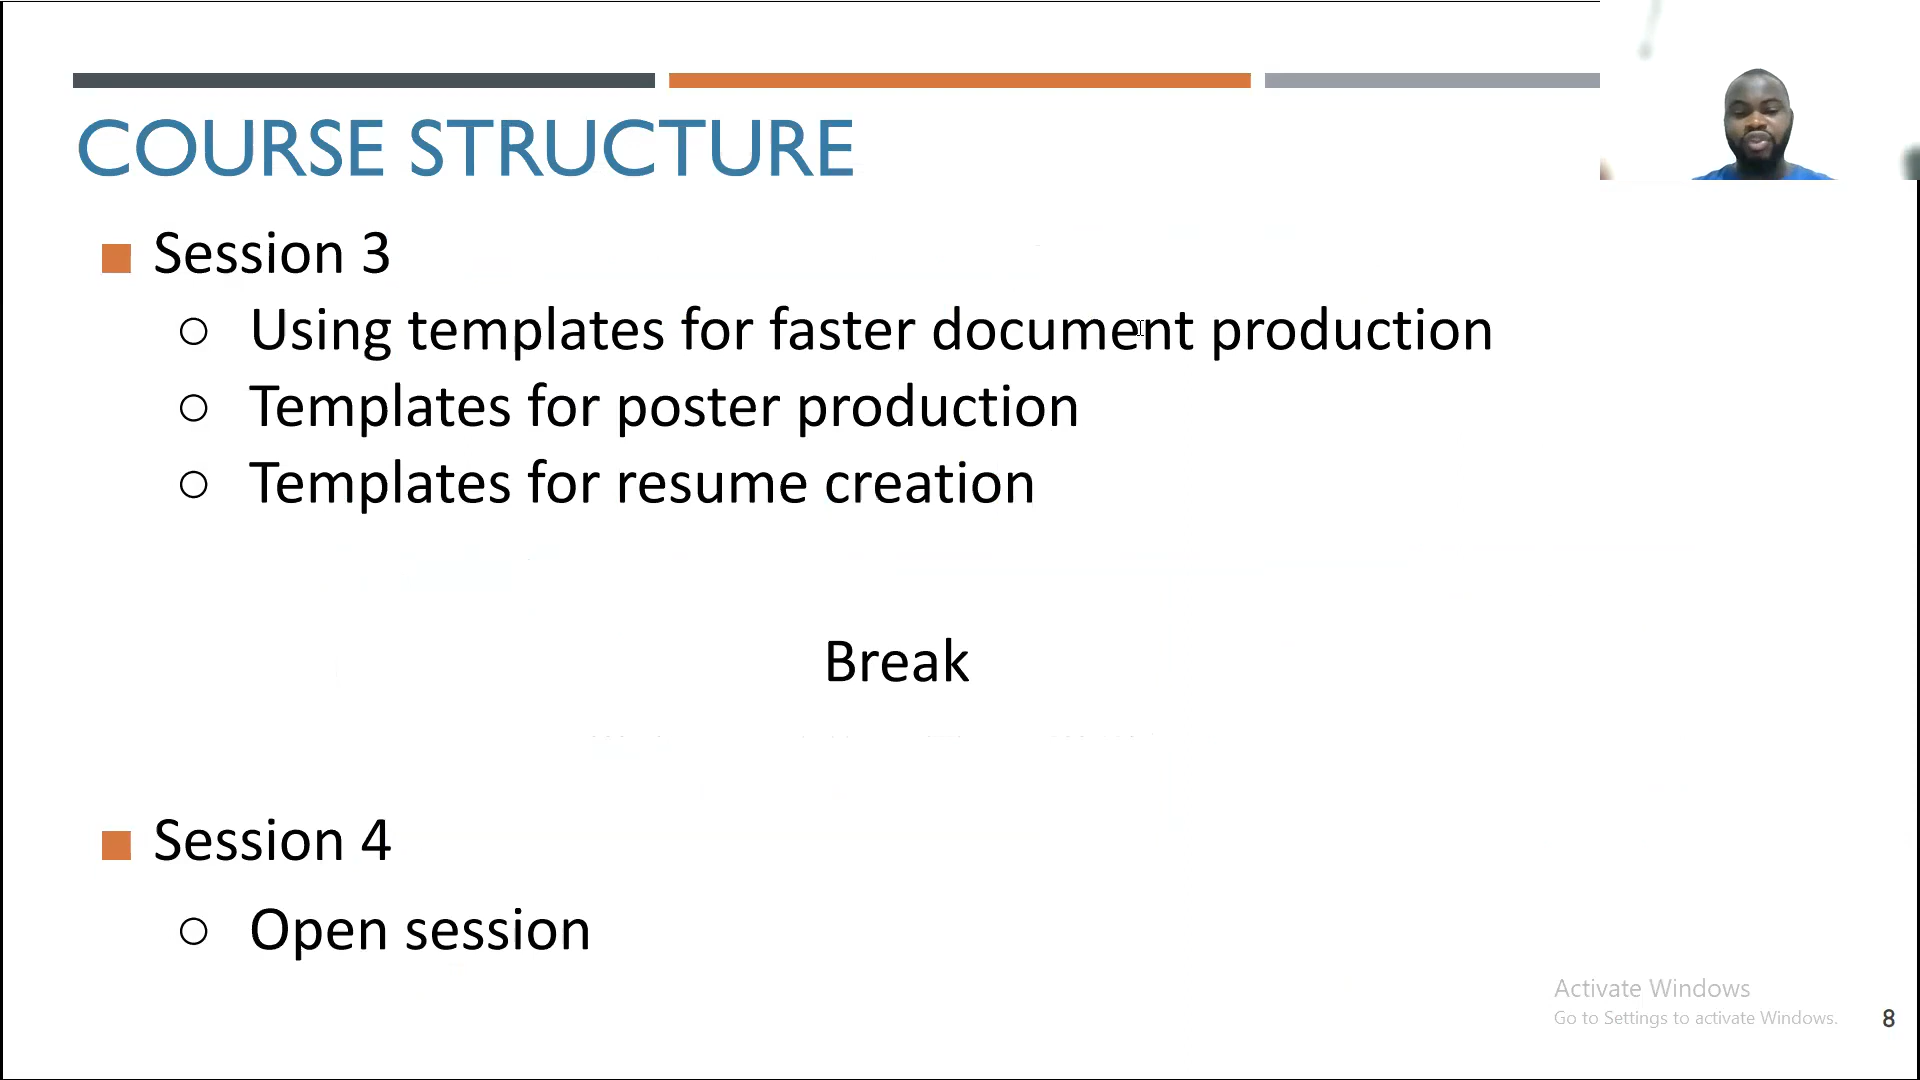 COURSE STRUCTURE
Session 3
Using templates for faster document production
Templates for poster production
Templates for resume creation
Break
Session 4
Open session
Activate Windows
Go to Settings to activate Windows.
8